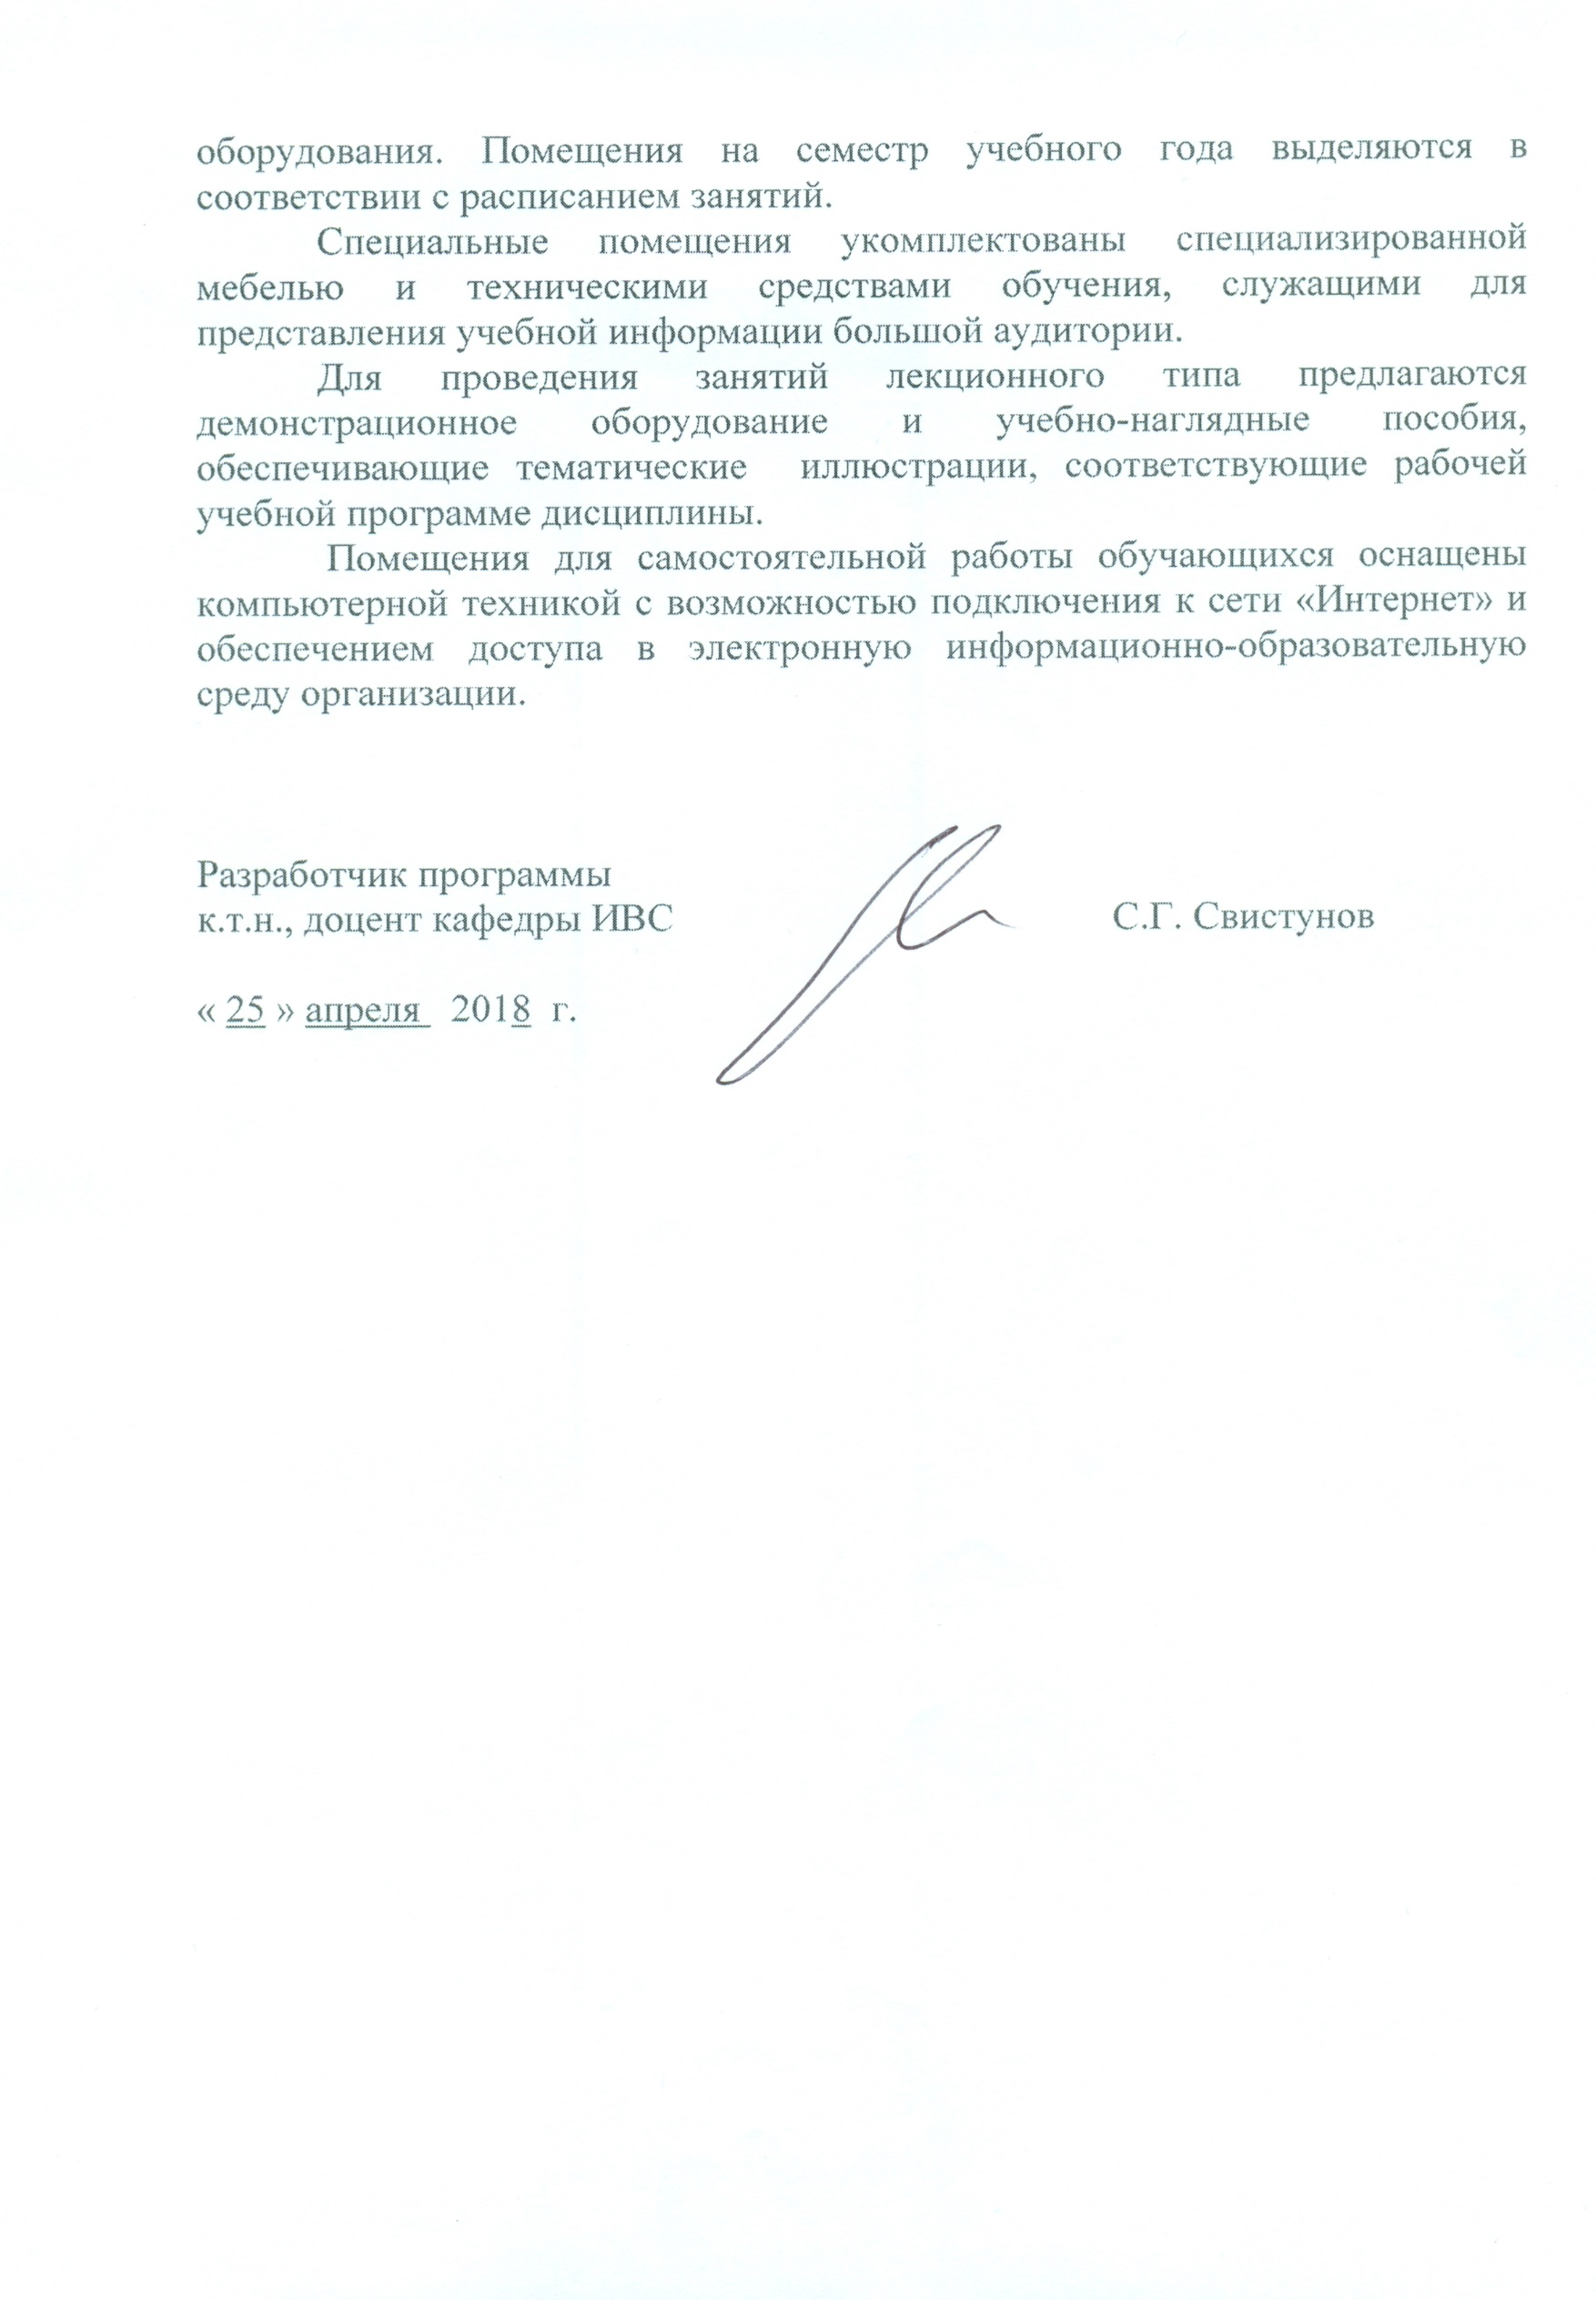 оборудования. Помещения на семестр учебного года выделяются в
соответствии с расписанием занятий.
Специальные помещения укомплектованы специализированной
мебелью и техническими средствами обучения, служащими для
представления учебной информации большой аудитории.
Для проведения занятий лекционного типа предлагаются
демонстрационное оборудование и учебно-наглядные пособия,
обеспечивающие тематические иллюстрации, соответствующие рабочей
учебной программе дисциплины.
Помещения для самостоятельной работы обучающихся оснащены
компьютерной техникой с возможностью подключения к сети «Интернет» и
обеспечением доступа в электронную информационно-образовательную
среду организации.
Разработчик программы
к.т.н., доцент кафедры ИВС С.Г. Свистунов
« 25 » апреля 2018 г.